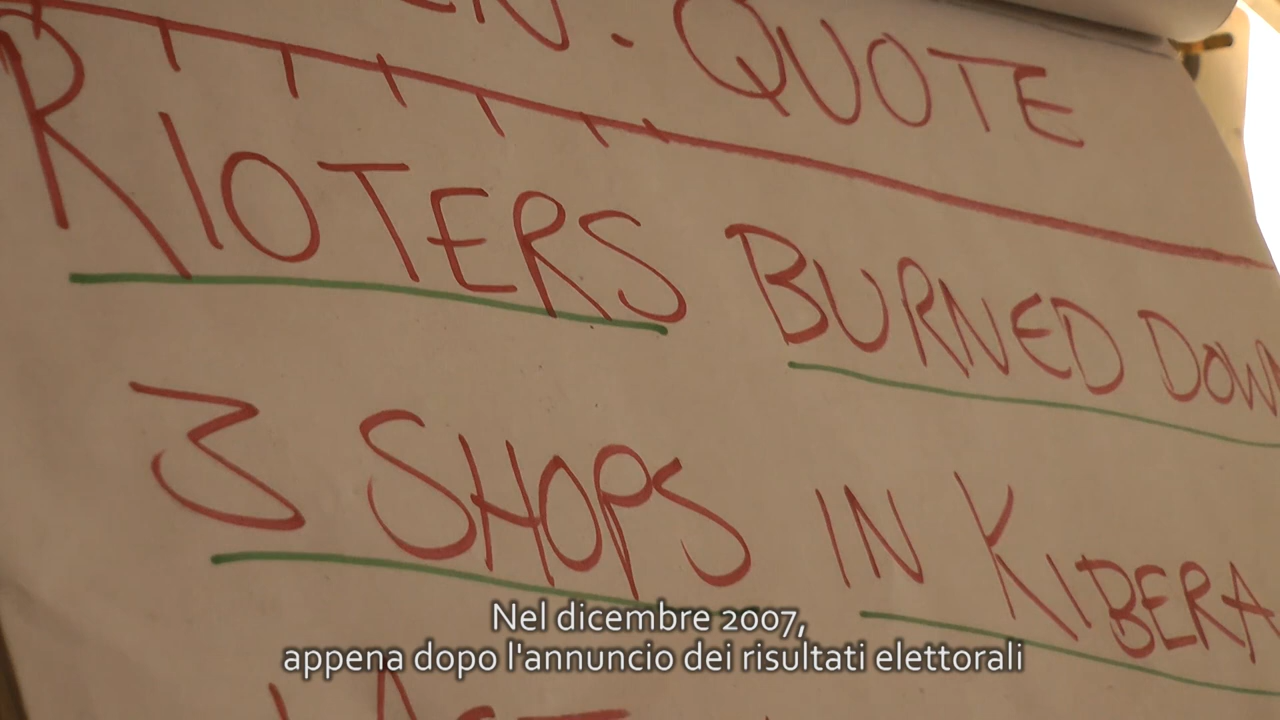 QUOTE
RIOTERS BURNED DOWN
3 SHOPS IN KIBERA
Nel dicembre 2007,
appena dopo l'annuncio dei risultati elettorali